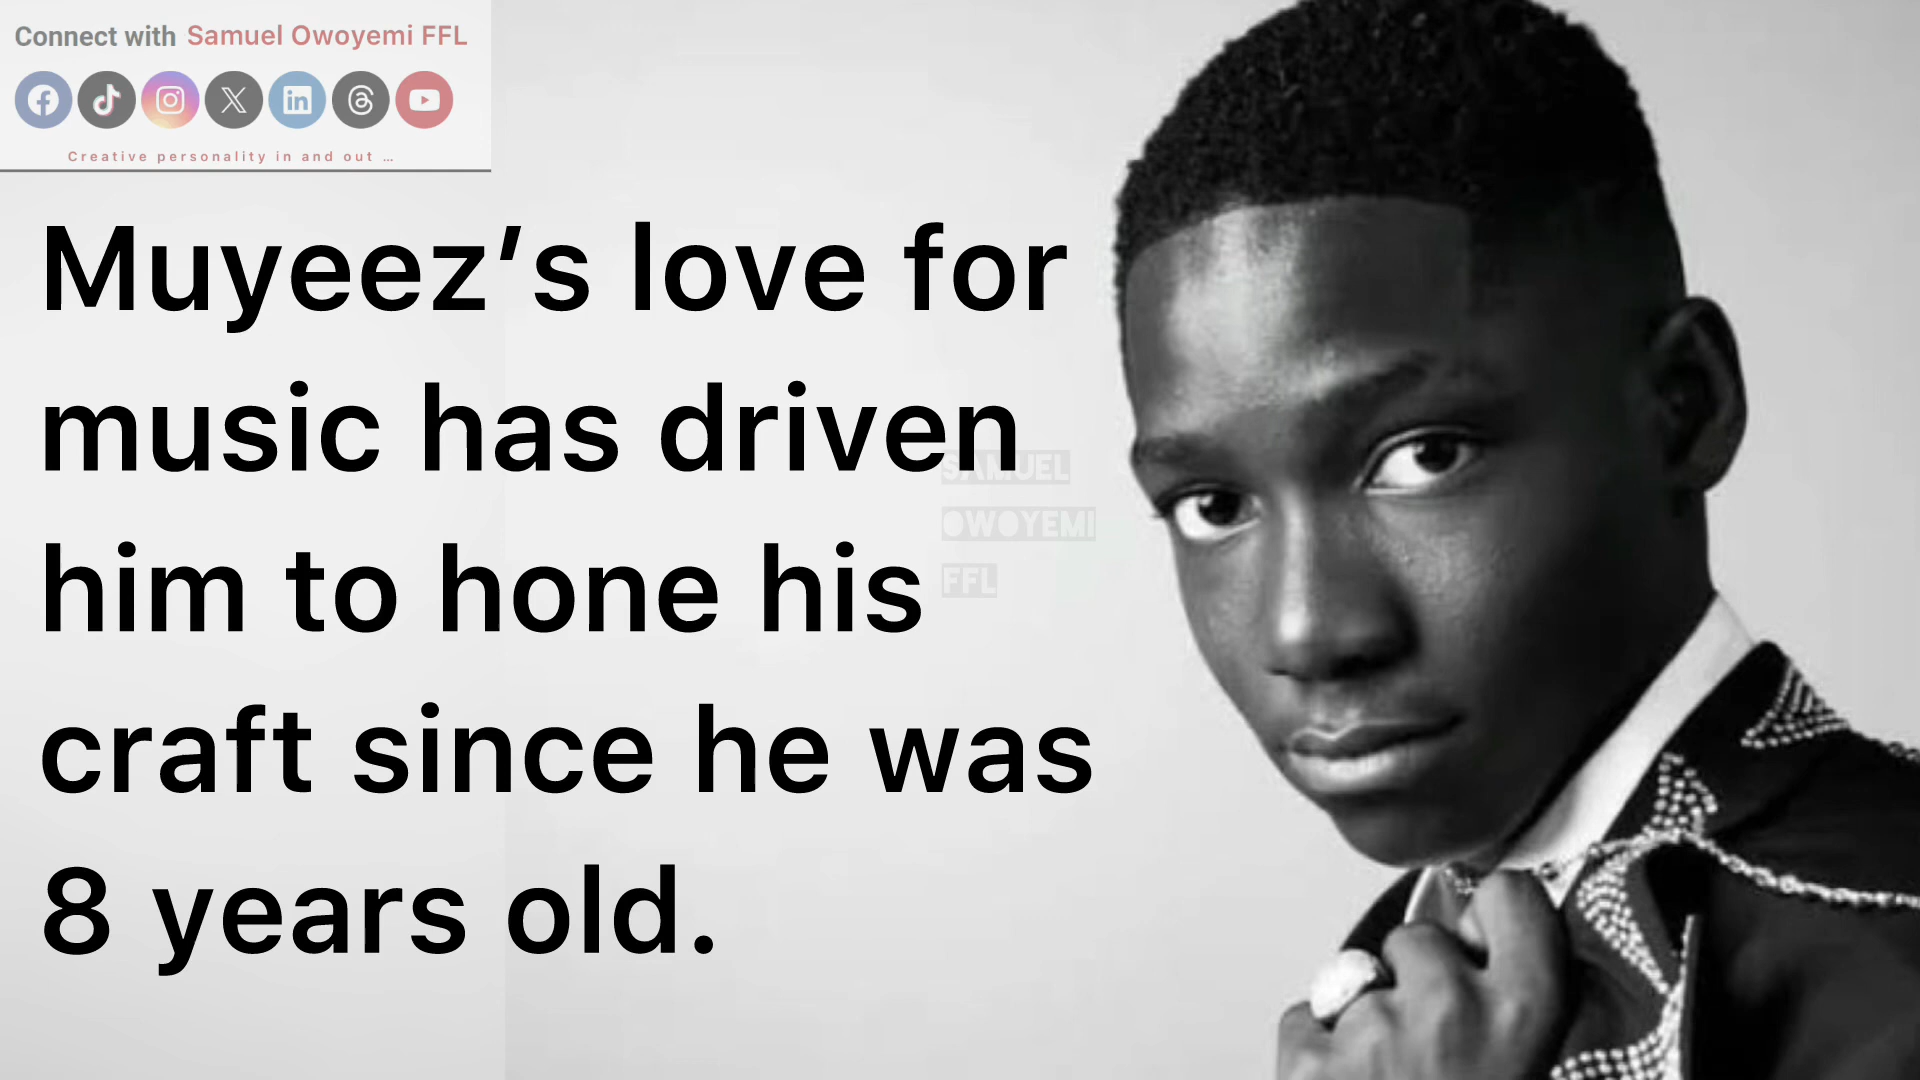 Connect with Samuel Owoyemi FFL
Creative personality in and out ...
Muyeez’s love for
music has driven
him to hone his
craft since he was
8 years old.
SAMUEL
OWOYEMI
FFL